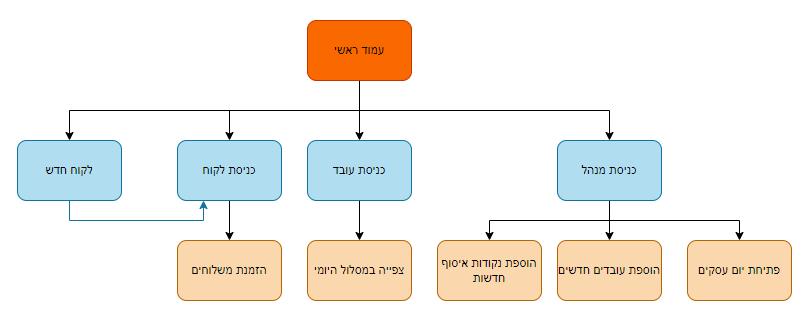 עמוד ראשי
כניסת מנהל
כניסת עובד
כניסת לקוח
לקוח חדש
פתיחת יום עסקים
הוספת עובדים חדשים
הוספת נקודות איסוף
חדשות
צפייה במסלול היומי
הזמנת משלוחים